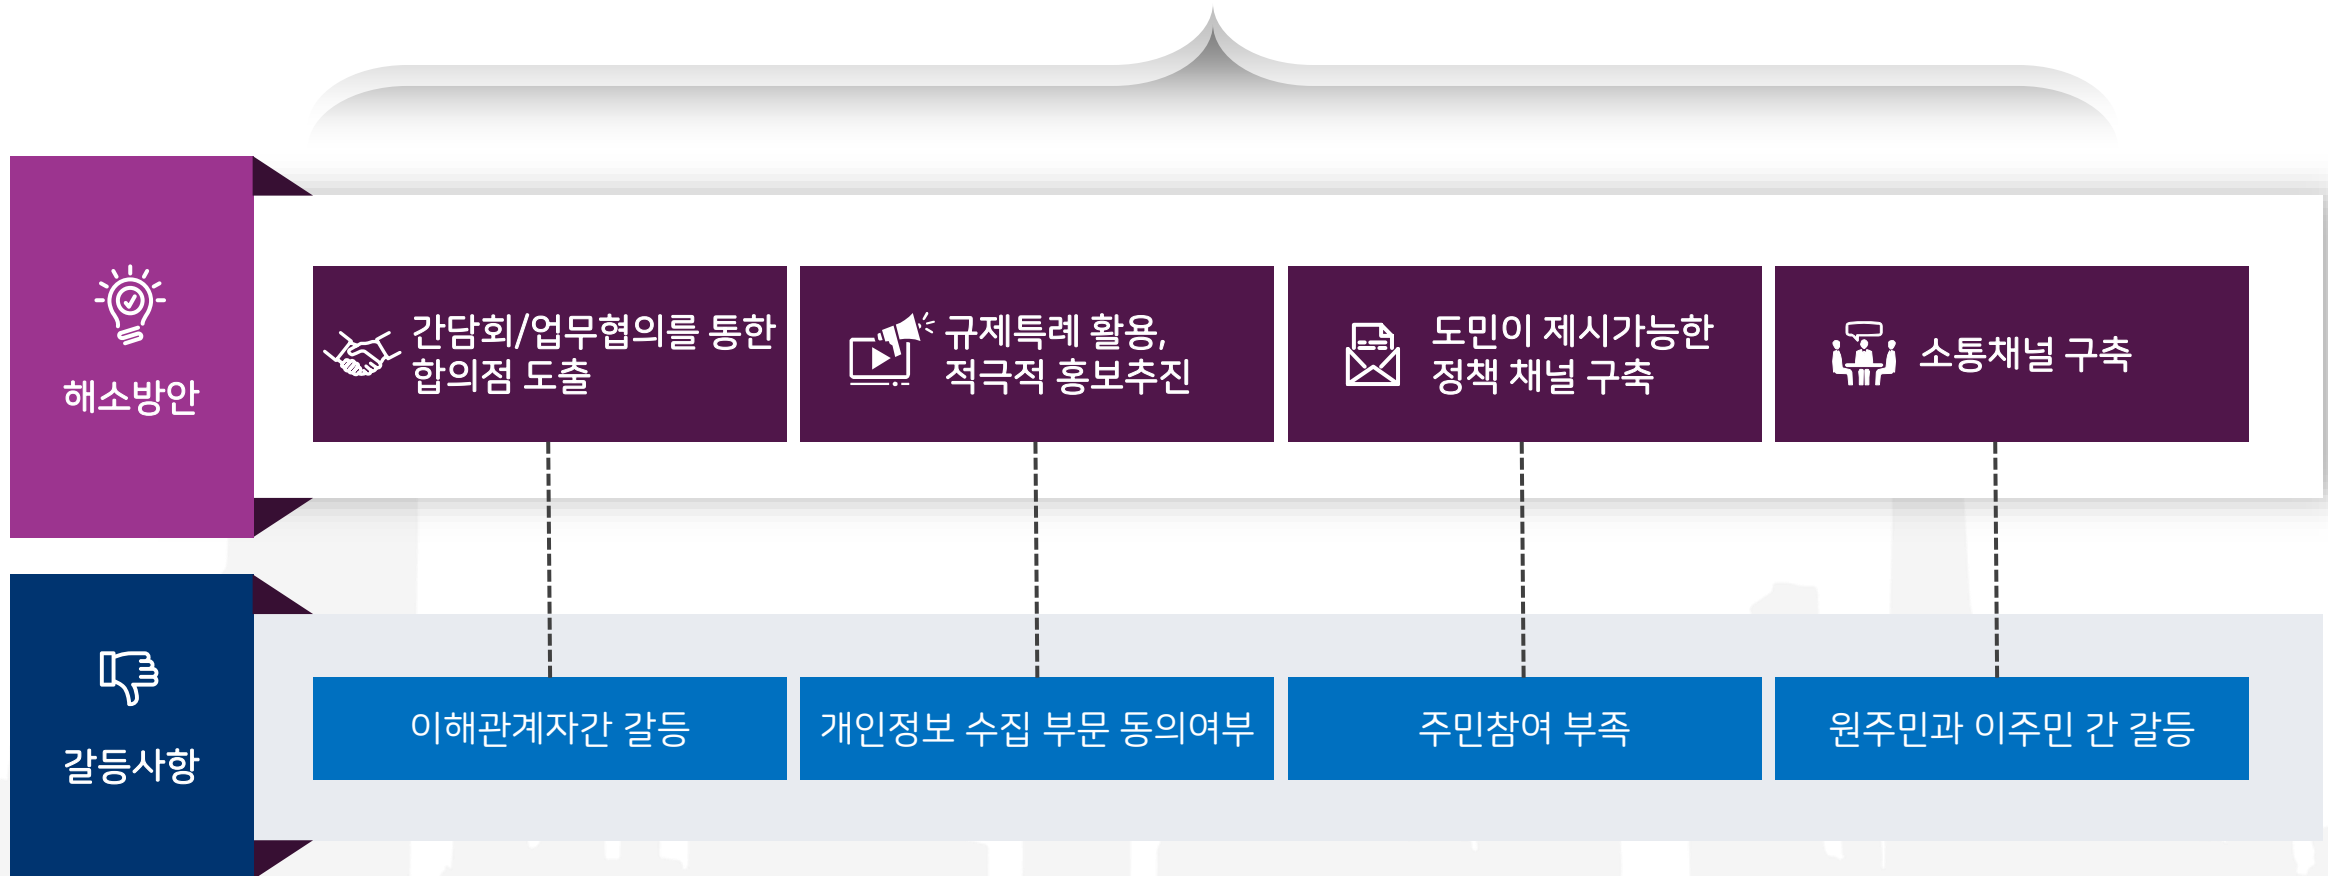 해소방안
간담회/업무협의를 통한
합의점 도출
규제특례 활용,
적극적 홍보추진
도민이 제시가능한
정책 채널 구축
소통채널 구축
갈등사항
이해관계자간 갈등
개인정보 수집 부문 동의여부
주민참여 부족
원주민과 이주민 간 갈등